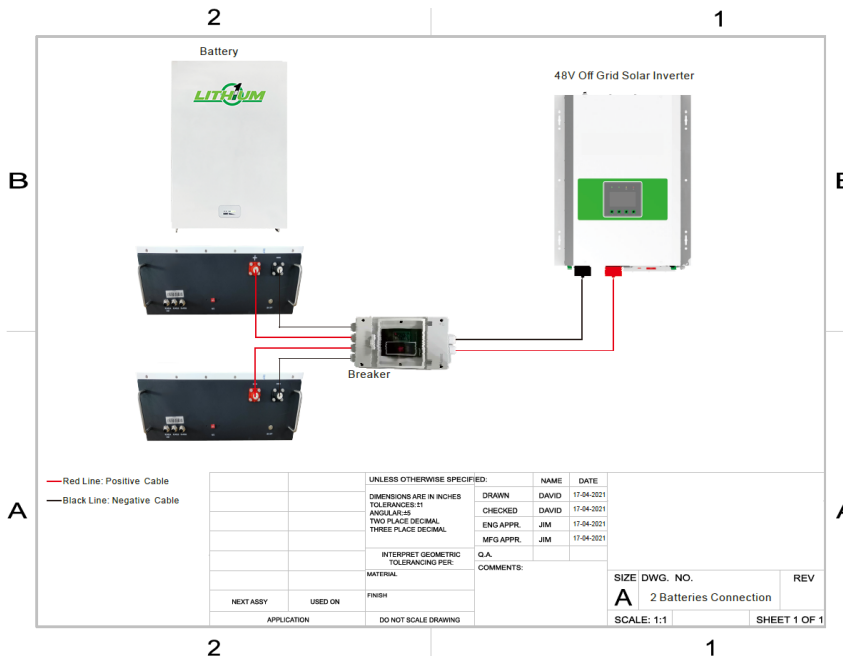 2
1
Battery
48V Off Grid Solar Inverter
LITHIUM
B
Breaker
Red Line: Positive Cable
Black Line: Negative Cable
A
UNLESS OTHERWISE SPECIFIED:
DIMENSIONS ARE IN INCHES
TOLERANCES:±1
ANGULAR:±5
TWO PLACE DECIMAL
THREE PLACE DECIMAL
INTERPRET GEOMETRIC
TOLERANCING PER:
MATERIAL
FINISH
DO NOT SCALE DRAWING
NEXT ASSY
USED ON
APPLICATION
NAME DATE
DRAWN DAVID 17-04-2021
CHECKED DAVID 17-04-2021
ENG APPR. JIM 17-04-2021
MFG APPR. JIM 17-04-2021
Q.A.
COMMENTS:
SIZE DWG. NO. REV
A 2 Batteries Connection
SCALE: 1:1 SHEET 1 OF 1
2
1